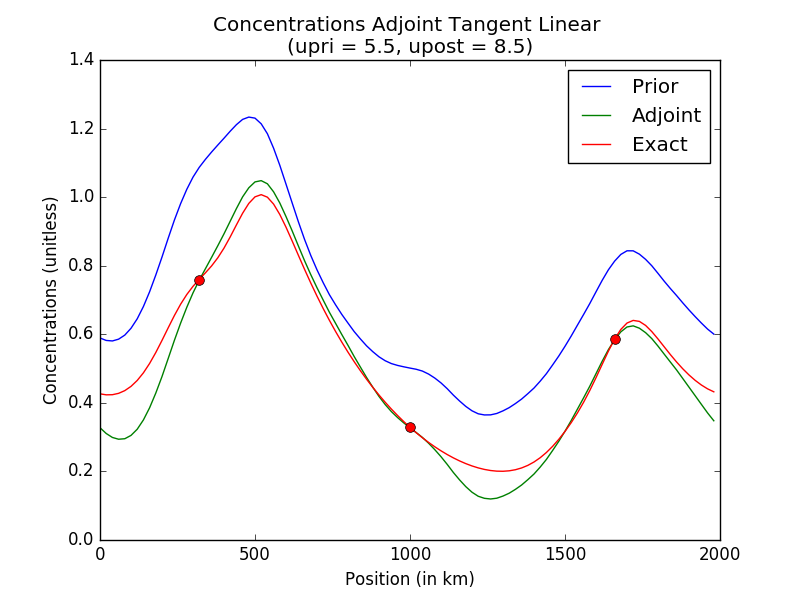 Concentrations Adjoint Tangent Linear
(upri = 5.5, upost = 8.5)
Prior
Adjoint
Exact
Concentrations (unitless)
1.4
1.2
1.0
0.8
0.6
0.4
0.2
0.0
0 500 1000 1500 2000
Position (in km)